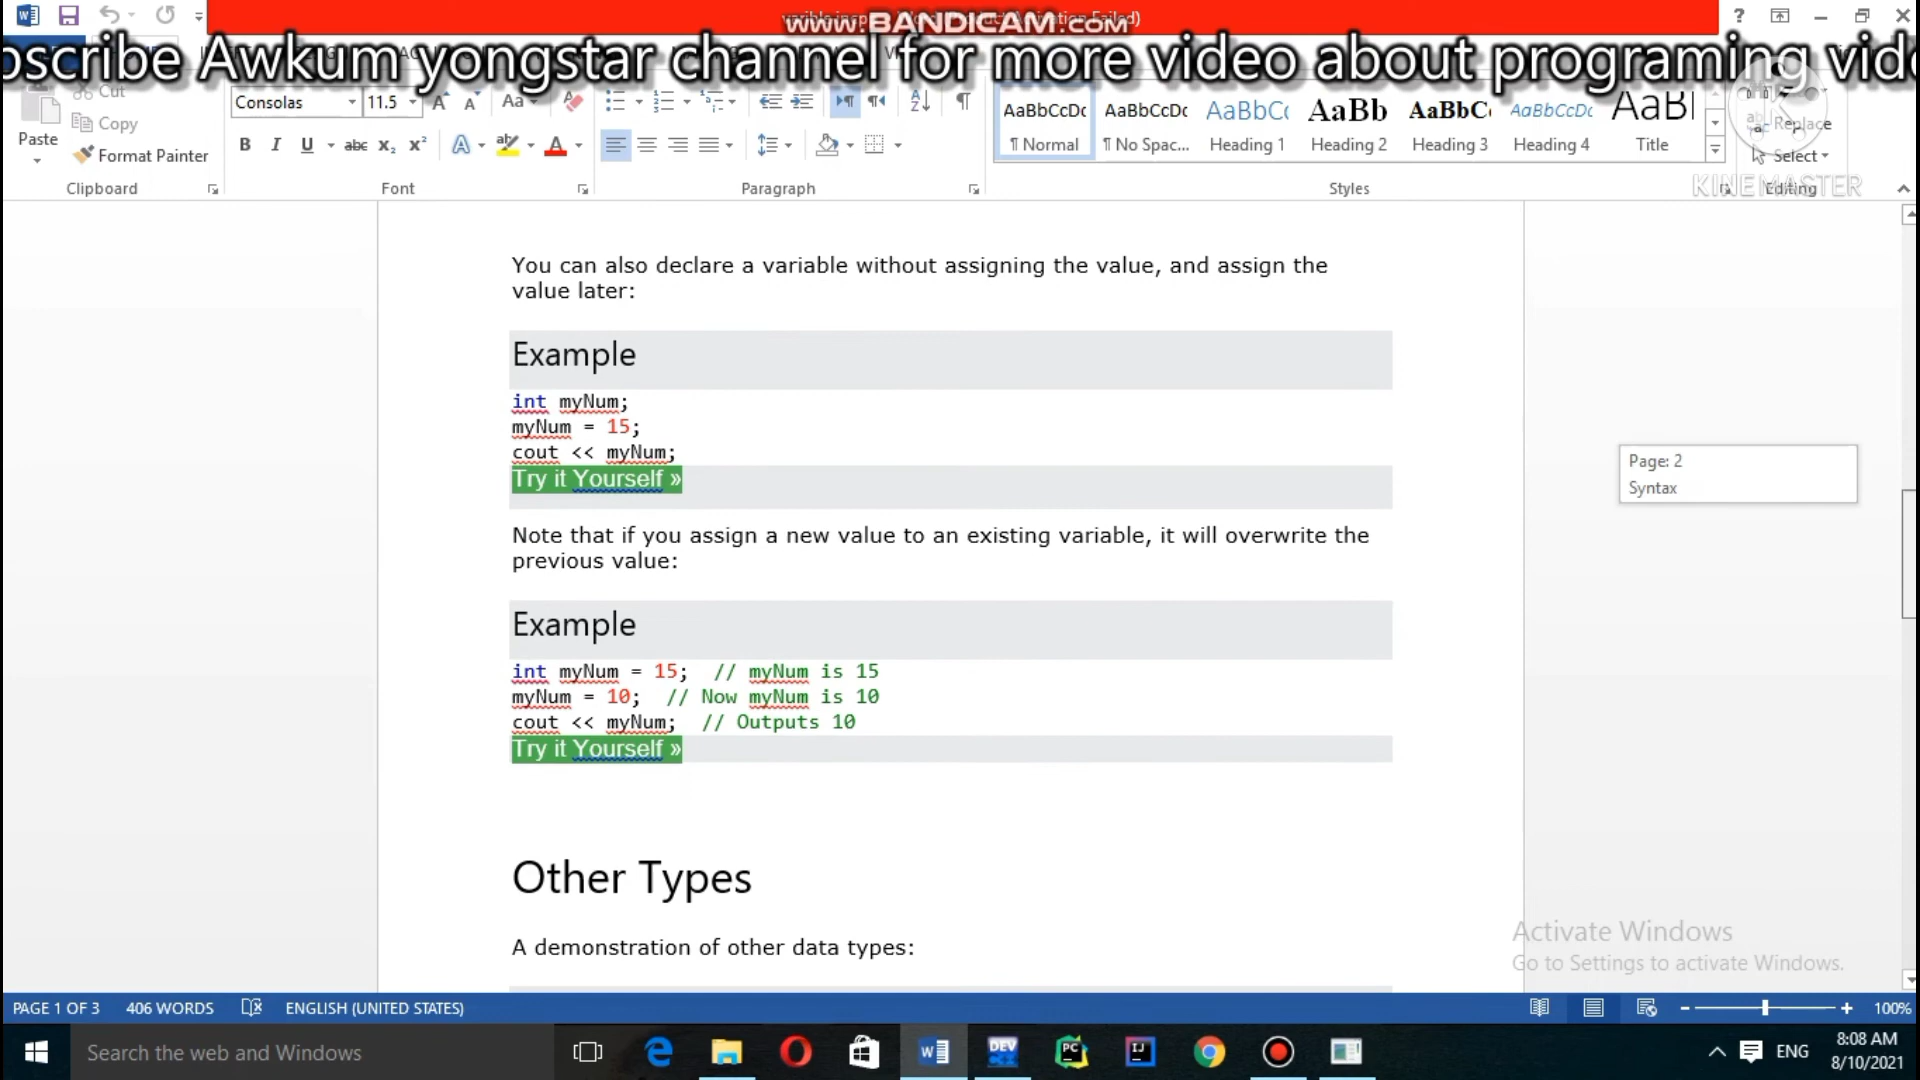 www.BANDICAM.com
Activation Failed)
bscribe Awkum yongstar channel for more video about programing vide
Cut
Paste
Copy
Format Painter
Clipboard
Consolas
11.5
Font
Paragraph
AaBbCcDc
¶ Normal
AaBbCcDc
¶ No Spac...
AaBbCc
Heading 1
AaBb
Heading 2
AaBbC
Heading 3
AaBbCcDc
Heading 4
AaBl
Title
Styles
Replace
Select
KINEMASTER
Editing
You can also declare a variable without assigning the value, and assign the
value later:
Example
int myNum;
myNum = 15;
cout << myNum;
Try it Yourself »
Page: 2
Syntax
Note that if you assign a new value to an existing variable, it will overwrite the
previous value:
Example
int myNum = 15;  // myNum is 15
myNum = 10;  // Now myNum is 10
cout << myNum;  // Outputs 10
Try it Yourself »
Other Types
A demonstration of other data types:
Activate Windows
Go to Settings to activate Windows.
PAGE 1 OF 3
406 WORDS
ENGLISH (UNITED STATES)
100%
Search the web and Windows
DEV
PC
IJ
ENG
8:08 AM
8/10/2021